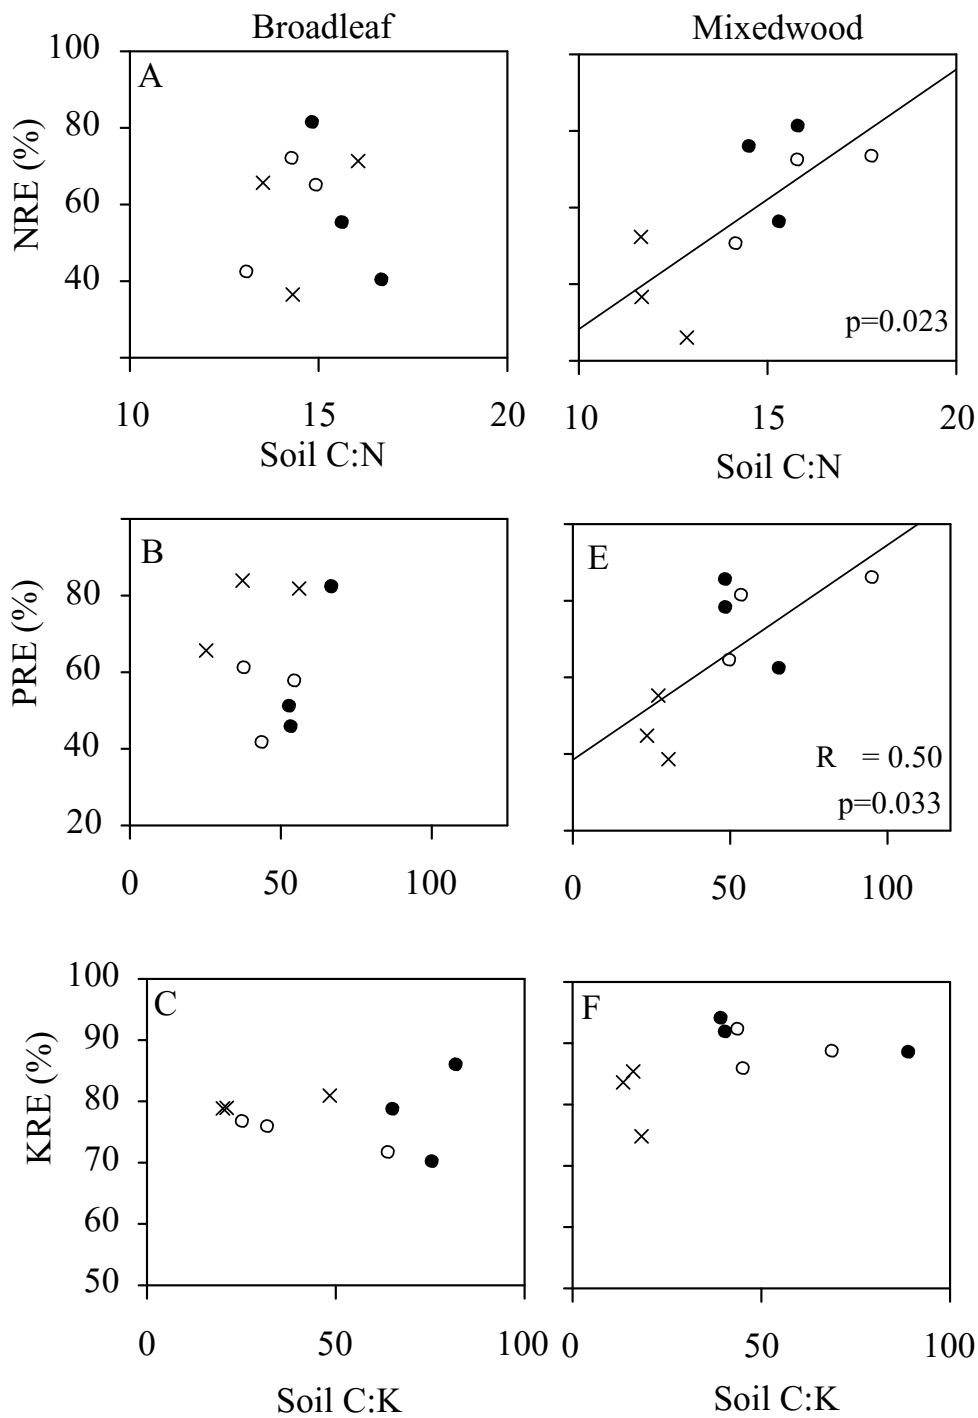 Broadleaf
Mixedwood
A
NRE (%)
100
80
60
40
10 15 20
Soil C:N
p=0.023
10 15 20
Soil C:N
B
PRE (%)
80
60
40
20
0 50 100
E
R = 0.50
p=0.033
0 50 100
C
KRE (%)
100
90
80
70
60
50
0 50 100
Soil C:K
F
0 50 100
Soil C:K